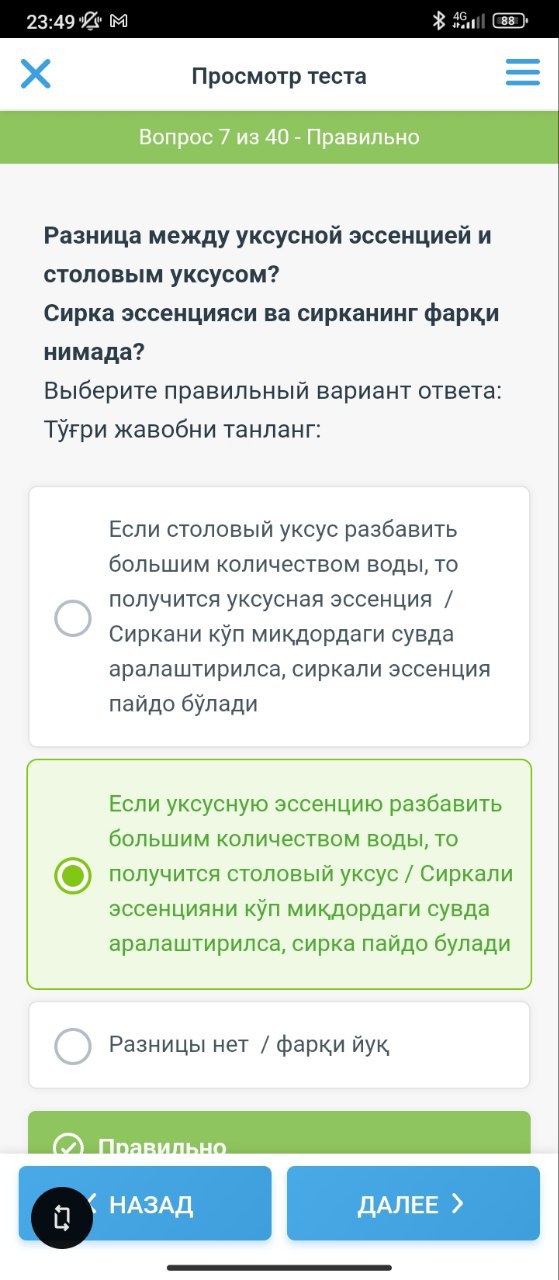 23:49
4G
88
Просмотр теста
Вопрос 7 из 40 - Правильно
Разница между уксусной эссенцией и
столовым уксусом?
Сирка эссенцияси ва сирканинг фарқи
нимада?
Выберите правильный вариант ответа:
Тўғри жавобни танланг:
Если столовый уксус разбавить
большим количеством воды, то
получится уксусная эссенция /
Сиркани кўп миқдордаги сувда
аралаштирилса, сиркали эссенция
пайдо бўлади
Если уксусную эссенцию разбавить
большим количеством воды, то
получится столовый уксус / Сиркали
эссенцияни кўп миқдордаги сувда
аралаштирилса, сирка пайдо булади
Разницы нет / фарқи йуқ
Правильно
НАЗАД
ДАЛЕЕ